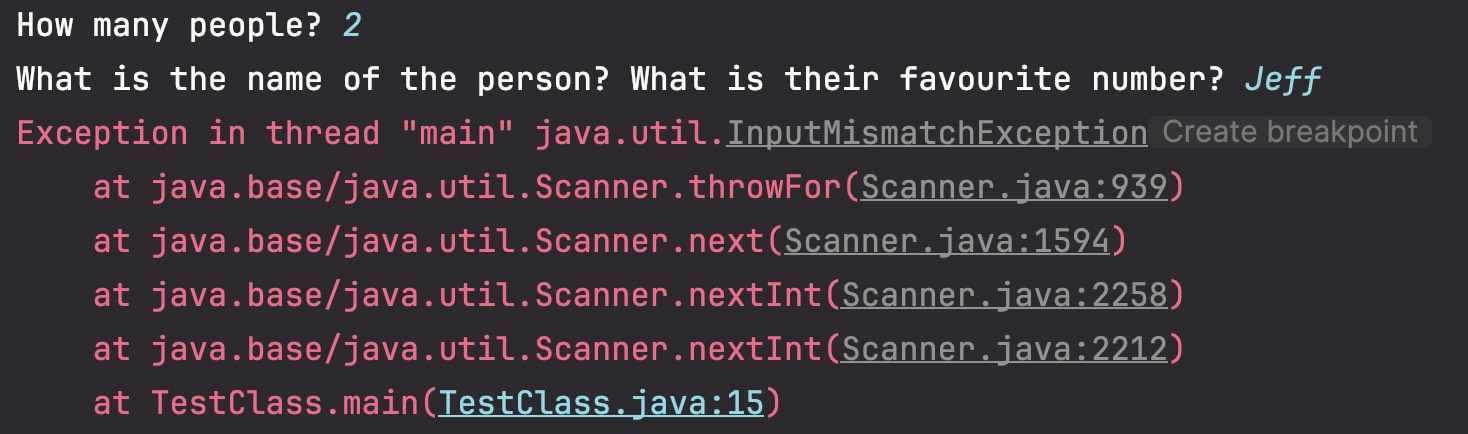 How many people? 2
What is the name of the person? What is their favourite number? Jeff
Exception in thread "main" java.util.InputMismatchException Create breakpoint
    at java.base/java.util.Scanner.throwFor(Scanner.java:939)
    at java.base/java.util.Scanner.next(Scanner.java:1594)
    at java.base/java.util.Scanner.nextInt(Scanner.java:2258)
    at java.base/java.util.Scanner.nextInt(Scanner.java:2212)
    at TestClass.main(TestClass.java:15)